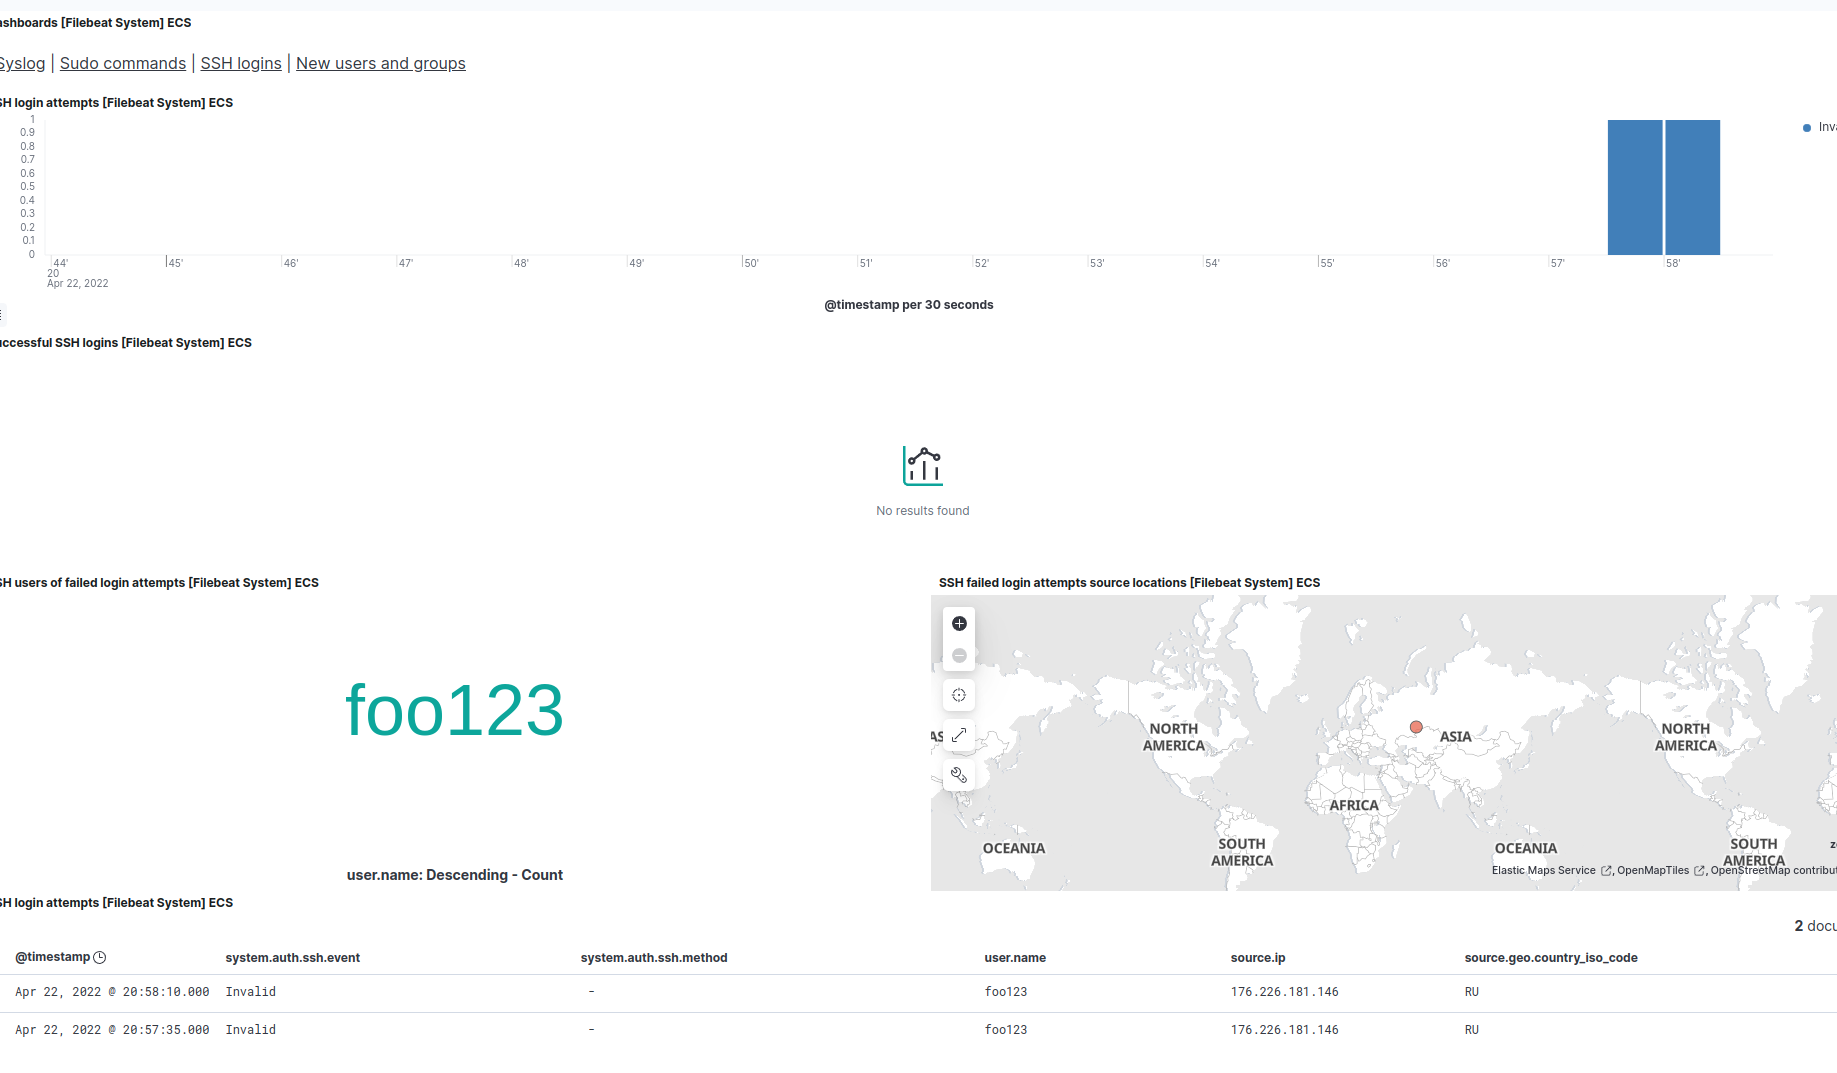 ashboards [Filebeat System] ECS
Syslog | Sudo commands | SSH logins | New users and groups
SH login attempts [Filebeat System] ECS
1
0.9
0.8
0.7
0.6
0.5
0.4
0.3
0.2
0.1
0
44' 45' 46' 47' 48' 49' 50' 51' 52' 53' 54' 55' 56' 57' 58'
20
Apr 22, 2022
@timestamp per 30 seconds
Inva
uccessful SSH logins [Filebeat System] ECS
No results found
SH users of failed login attempts [Filebeat System] ECS
foo123
user.name: Descending - Count
SSH failed login attempts source locations [Filebeat System] ECS
AS
NORTH
AMERICA
ASIA
NORTH
AMERICA
AFRICA
OCEANIA
SOUTH
AMERICA
OCEANIA
SOUTH
AMERICA
Elastic Maps Service , OpenMapTiles , OpenStreetMap contribut
SH login attempts [Filebeat System] ECS
2 docu
@timestamp system.auth.ssh.event system.auth.ssh.method user.name source.ip source.geo.country_iso_code
Apr 22, 2022 @ 20:58:10.000 Invalid - foo123 176.226.181.146 RU
Apr 22, 2022 @ 20:57:35.000 Invalid - foo123 176.226.181.146 RU